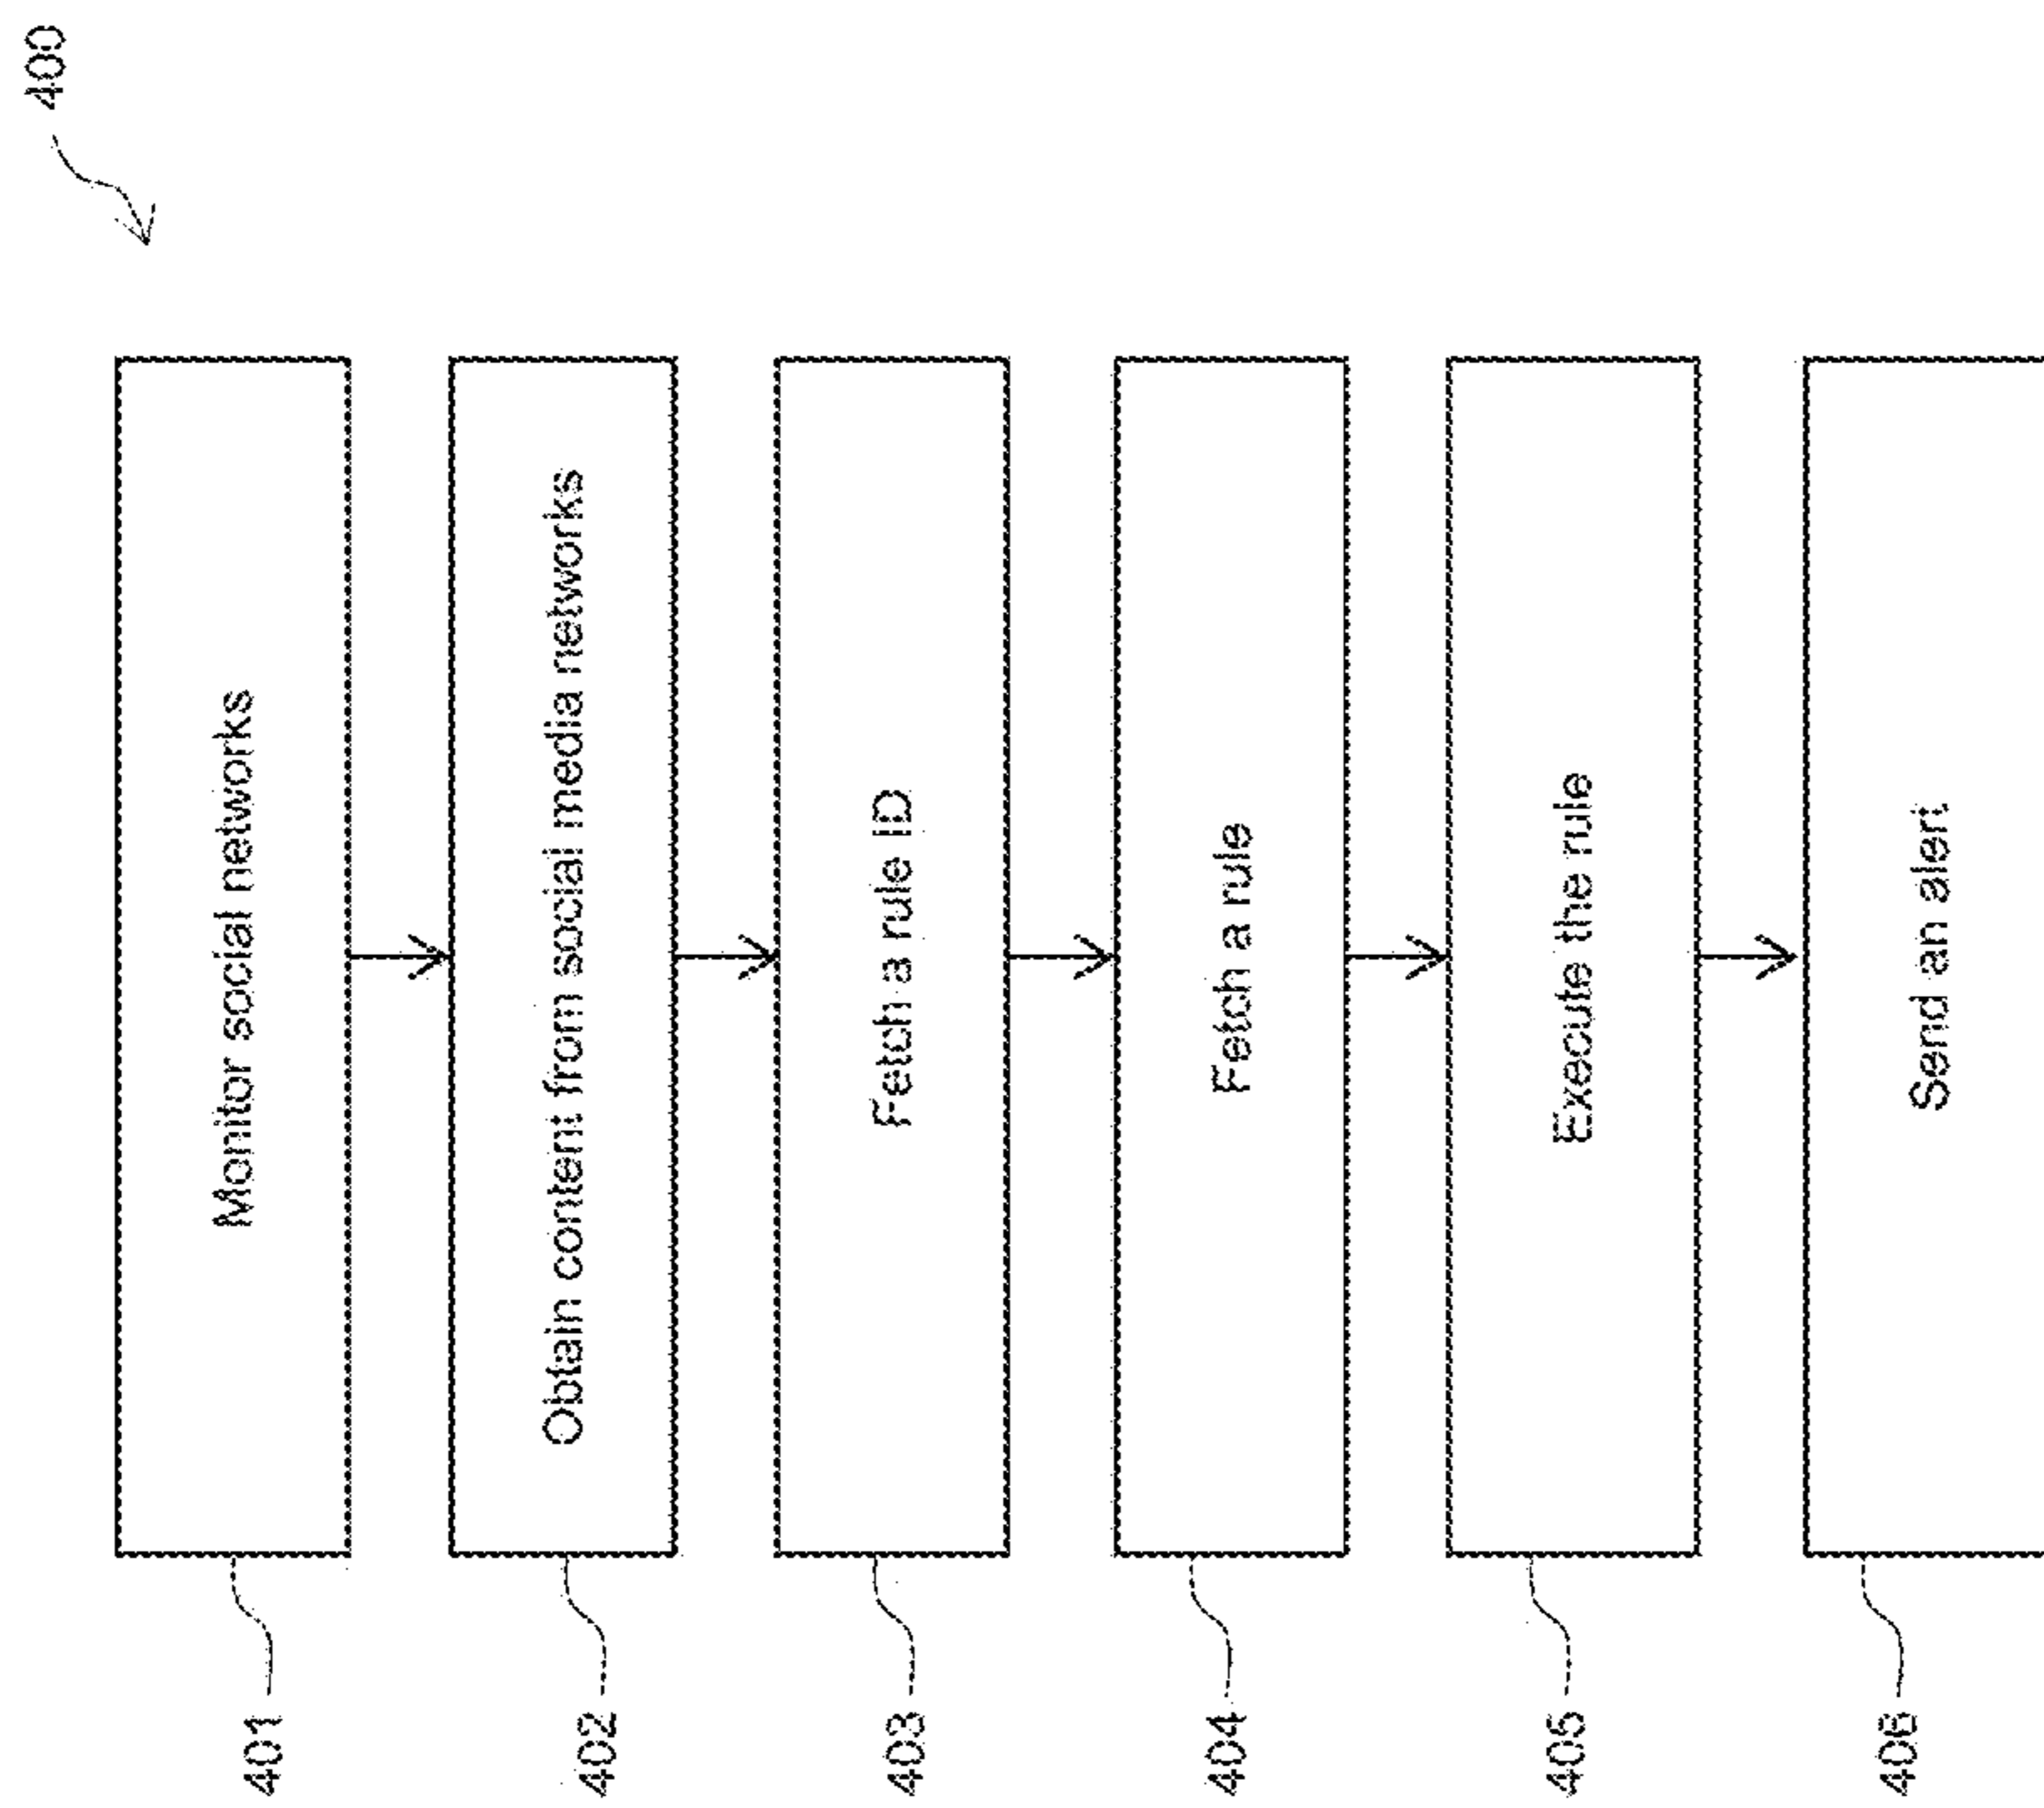 400
401
Monitor social networks
402
Obtain content from social media networks
403
Fetch a rule ID
404
Fetch a rule
405
Execute the rule
406
Send an alert